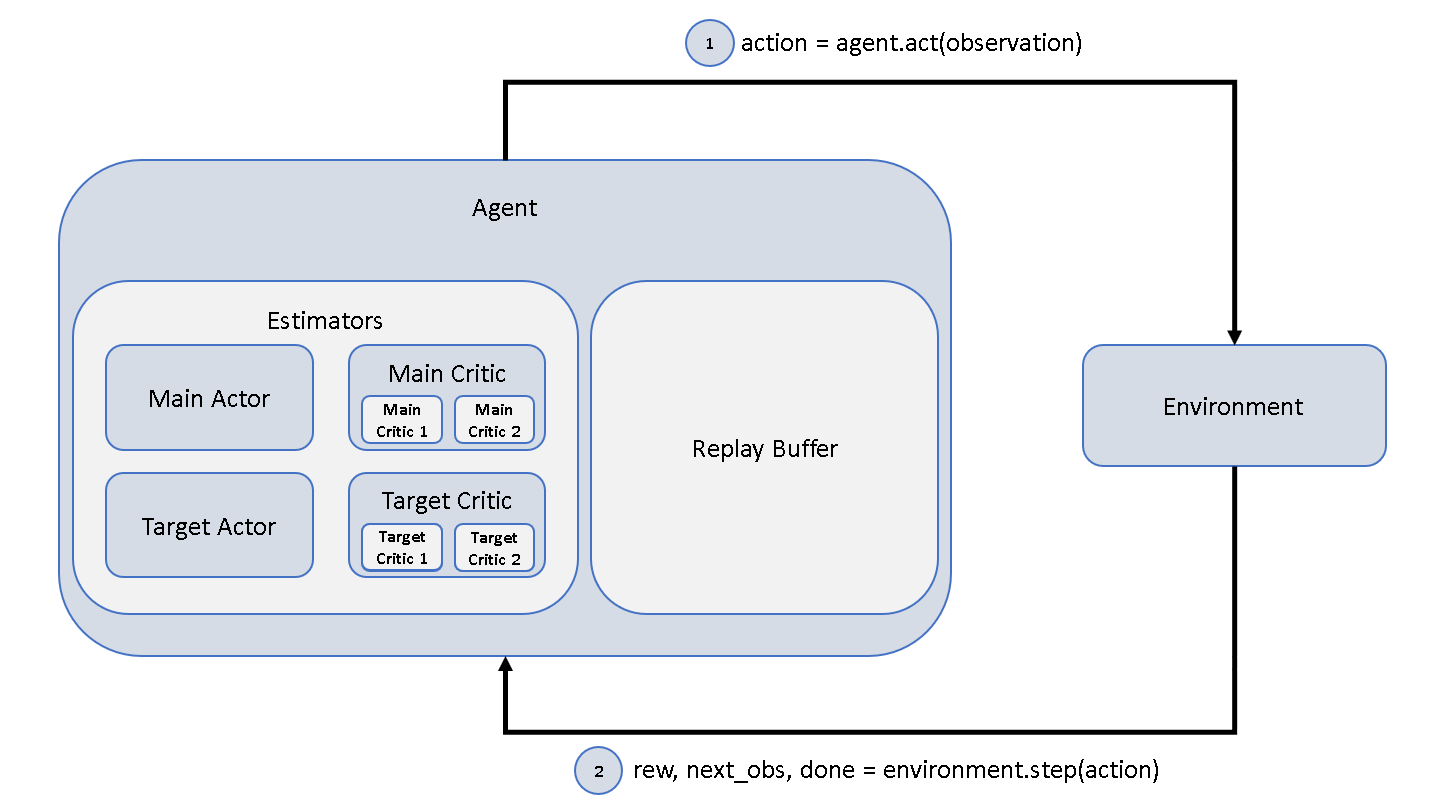 1 action = agent.act(observation)
Agent
Estimators
Main Actor
Main Critic
Main
Critic 1
Main
Critic 2
Target Actor
Target Critic
Target
Critic 1
Target
Critic 2
Replay Buffer
Environment
2 rew, next_obs, done = environment.step(action)